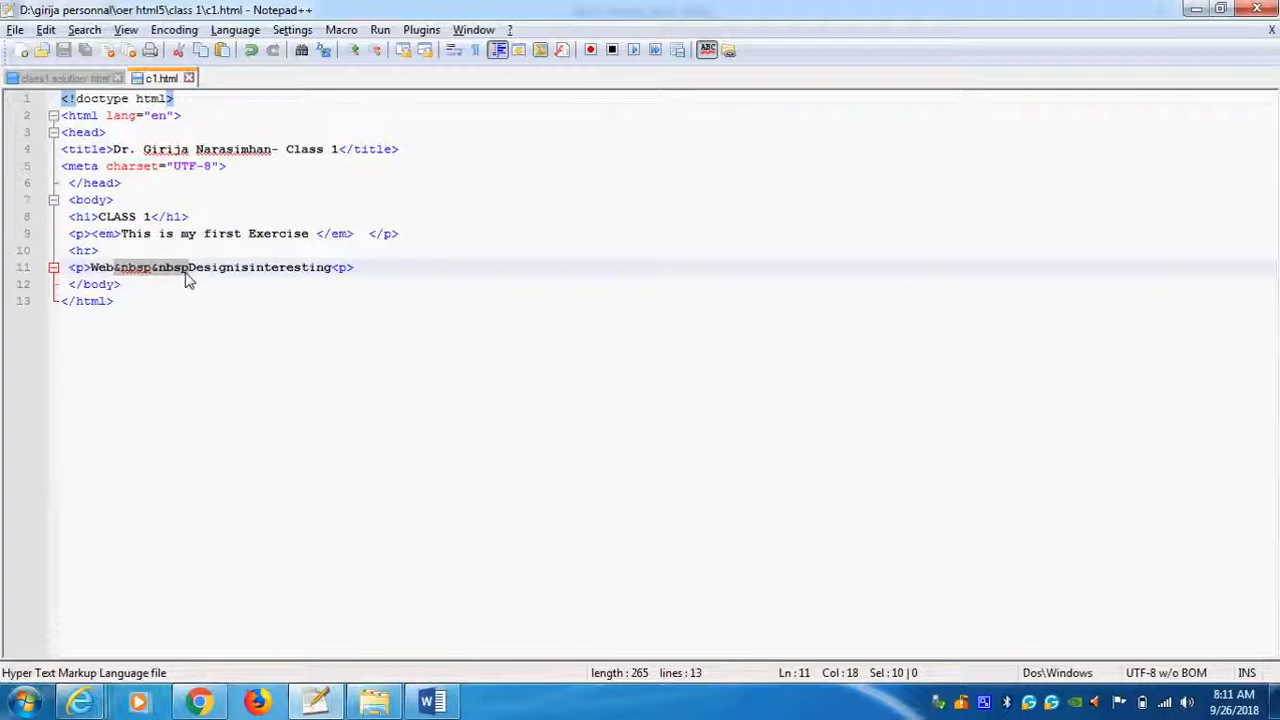 D:\girija personnal\oer html5\class 1\c1.html - Notepad++
File Edit Search View Encoding Language Settings Macro Run Plugins Window ? X
ABC
class1 solution .html c1.html
1 <!doctype html>
2 <html lang="en">
3 <head>
4 <title>Dr. Girija Narasimhan- Class 1</title>
5 <meta charset="UTF-8">
6 </head>
7 <body>
8 <h1>CLASS 1</h1>
9 <p><em>This is my first Exercise </em>  </p>
10 <hr>
11 <p>Web&nbsp&nbspDesignisinteresting<p>
12 </body>
13 </html>
Hyper Text Markup Language file length : 265 lines : 13 Ln : 11 Col : 18 Sel : 10 | 0 Dos\Windows UTF-8 w/o BOM INS
8:11 AM
9/26/2018